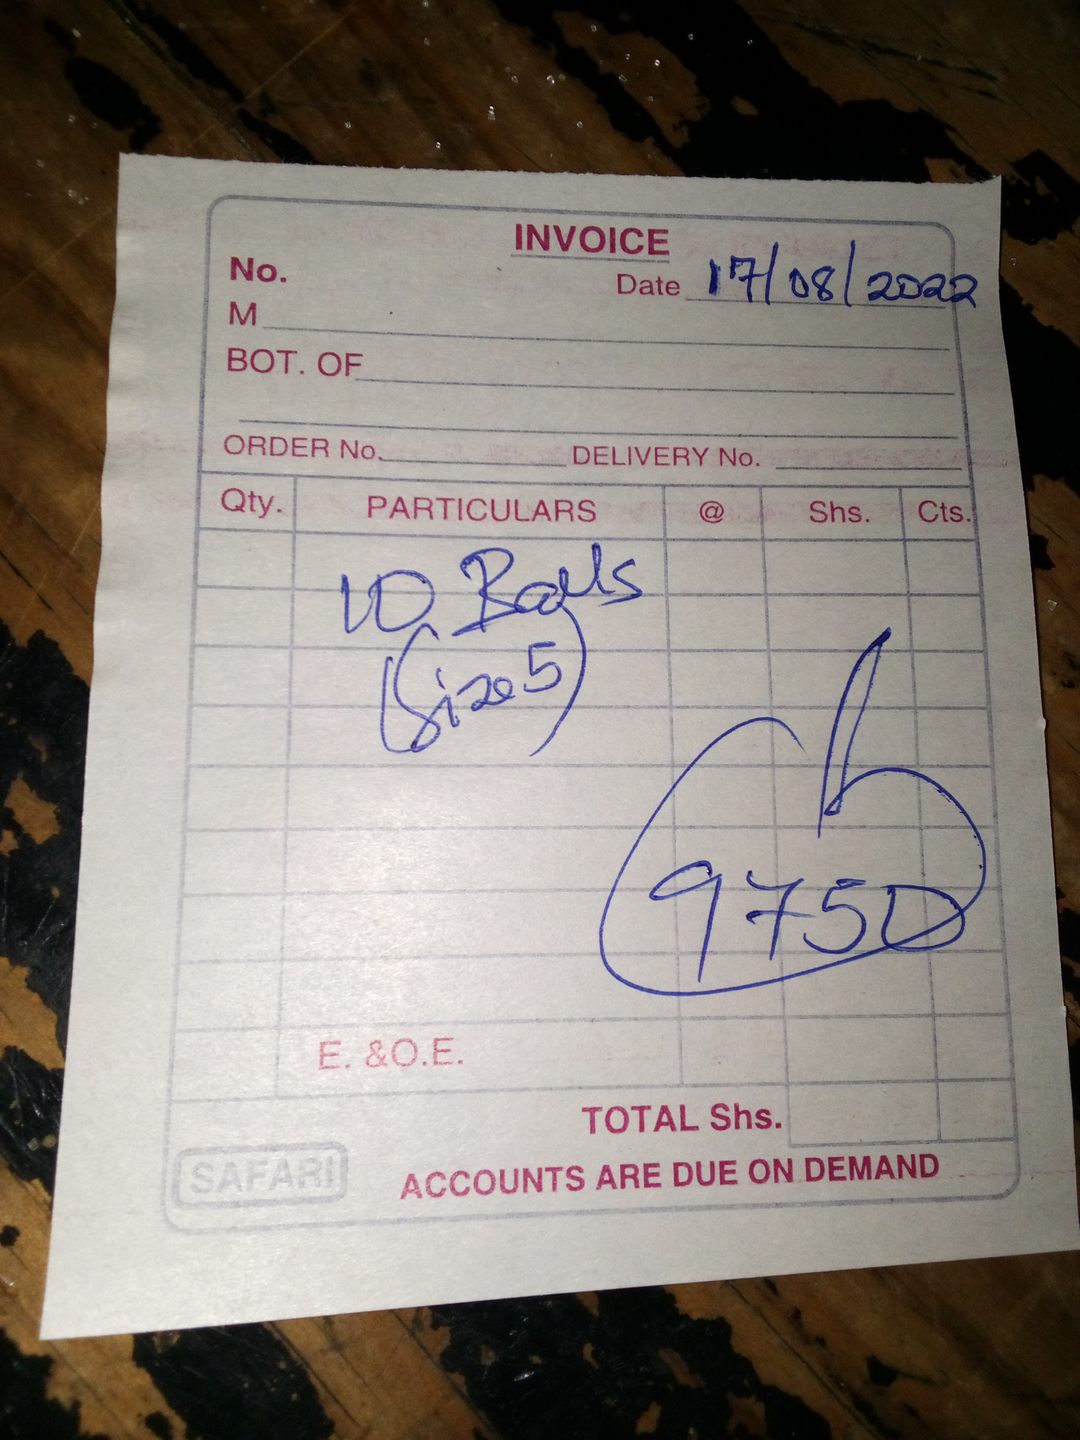 INVOICE
No.
Date 17/08/2022
M
BOT. OF
ORDER No. DELIVERY No.
Qty. PARTICULARS @ Shs. Cts.
10 Balls
(Size 5)
9750
E. &O.E.
TOTAL Shs.
SAFARI
ACCOUNTS ARE DUE ON DEMAND